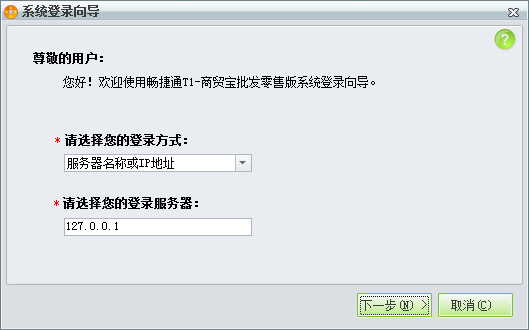 系统登录向导
尊敬的用户：
您好！欢迎使用畅捷通T1-商贸宝批发零售版系统登录向导。
* 请选择您的登录方式：
服务器名称或IP地址
* 请选择您的登录服务器：
127.0.0.1
下一步(N) >
取消(C)